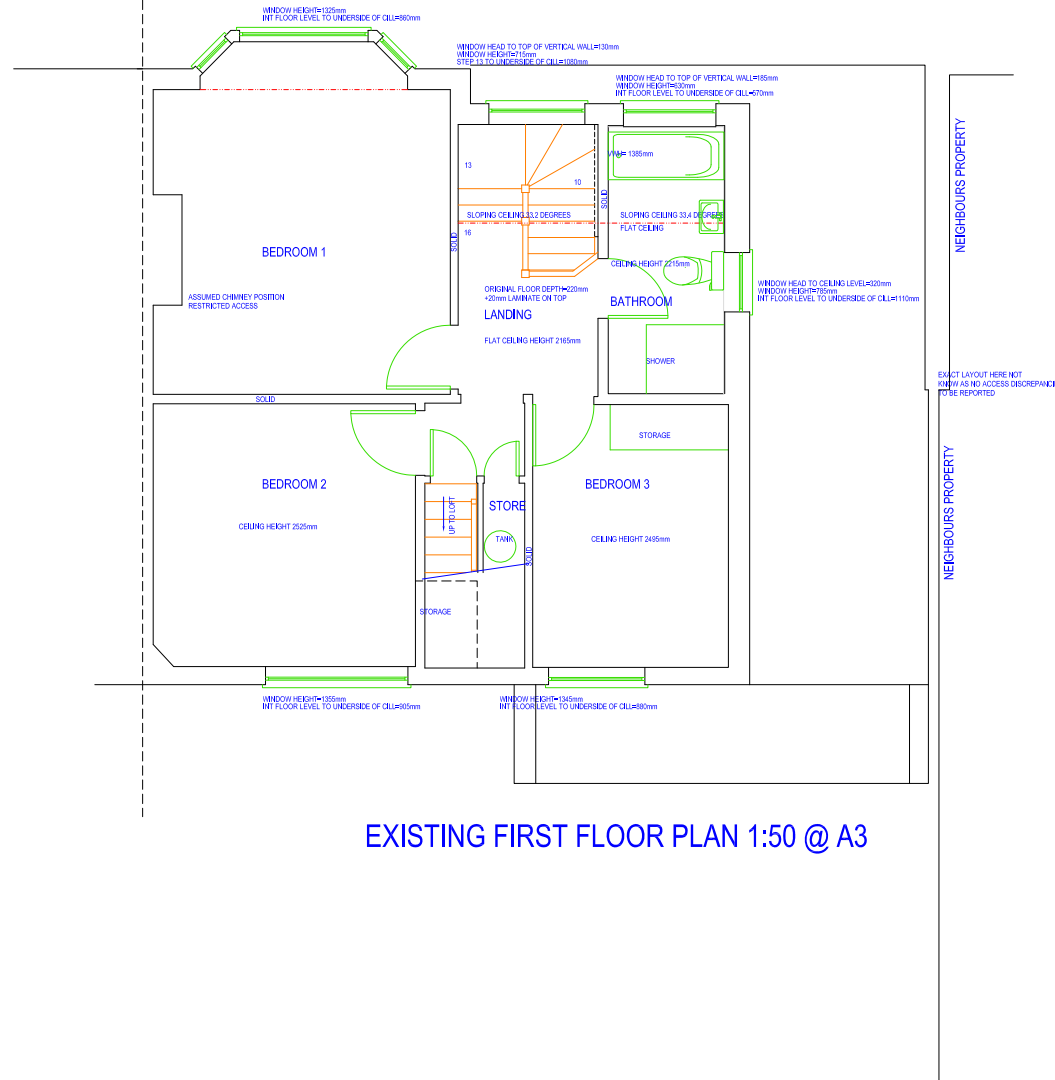 WINDOW HEIGHT=1325mm
INT FLOOR LEVEL TO UNDERSIDE OF CILL=860mm
WINDOW HEAD TO TOP OF VERTICAL WALL=130mm
WINDOW HEIGHT=715mm
STEP 13 TO UNDERSIDE OF CILL=1080mm
WINDOW HEAD TO TOP OF VERTICAL WALL=185mm
WINDOW HEIGHT=630mm
INT FLOOR LEVEL TO UNDERSIDE OF CILL=570mm
NEIGHBOURS PROPERTY
VWH= 1385mm
13
10
SLOPING CEILING 33,2 DEGREES
SOLID
SLOPING CEILING 33,4 DEGREES
16
FLAT CEILING
SOLID
BEDROOM 1
CEILING HEIGHT 2215mm
WINDOW HEAD TO CEILING LEVEL=320mm
WINDOW HEIGHT=785mm
INT FLOOR LEVEL TO UNDERSIDE OF CILL=1110mm
ASSUMED CHIMNEY POSITION
RESTRICTED ACCESS
ORIGINAL FLOOR DEPTH=220mm
+20mm LAMINATE ON TOP
BATHROOM
LANDING
FLAT CEILING HEIGHT 2165mm
SHOWER
EXACT LAYOUT HERE NOT
KNOW AS NO ACCESS DISCREPANCI
TO BE REPORTED
SOLID
STORAGE
BEDROOM 2
BEDROOM 3
STORE
UP TO LOFT
CEILING HEIGHT 2525mm
TANK
CEILING HEIGHT 2495mm
SOLID
NEIGHBOURS PROPERTY
STORAGE
WINDOW HEIGHT=1355mm
INT FLOOR LEVEL TO UNDERSIDE OF CILL=905mm
WINDOW HEIGHT=1345mm
INT FLOOR LEVEL TO UNDERSIDE OF CILL=880mm
EXISTING FIRST FLOOR PLAN 1:50 @ A3